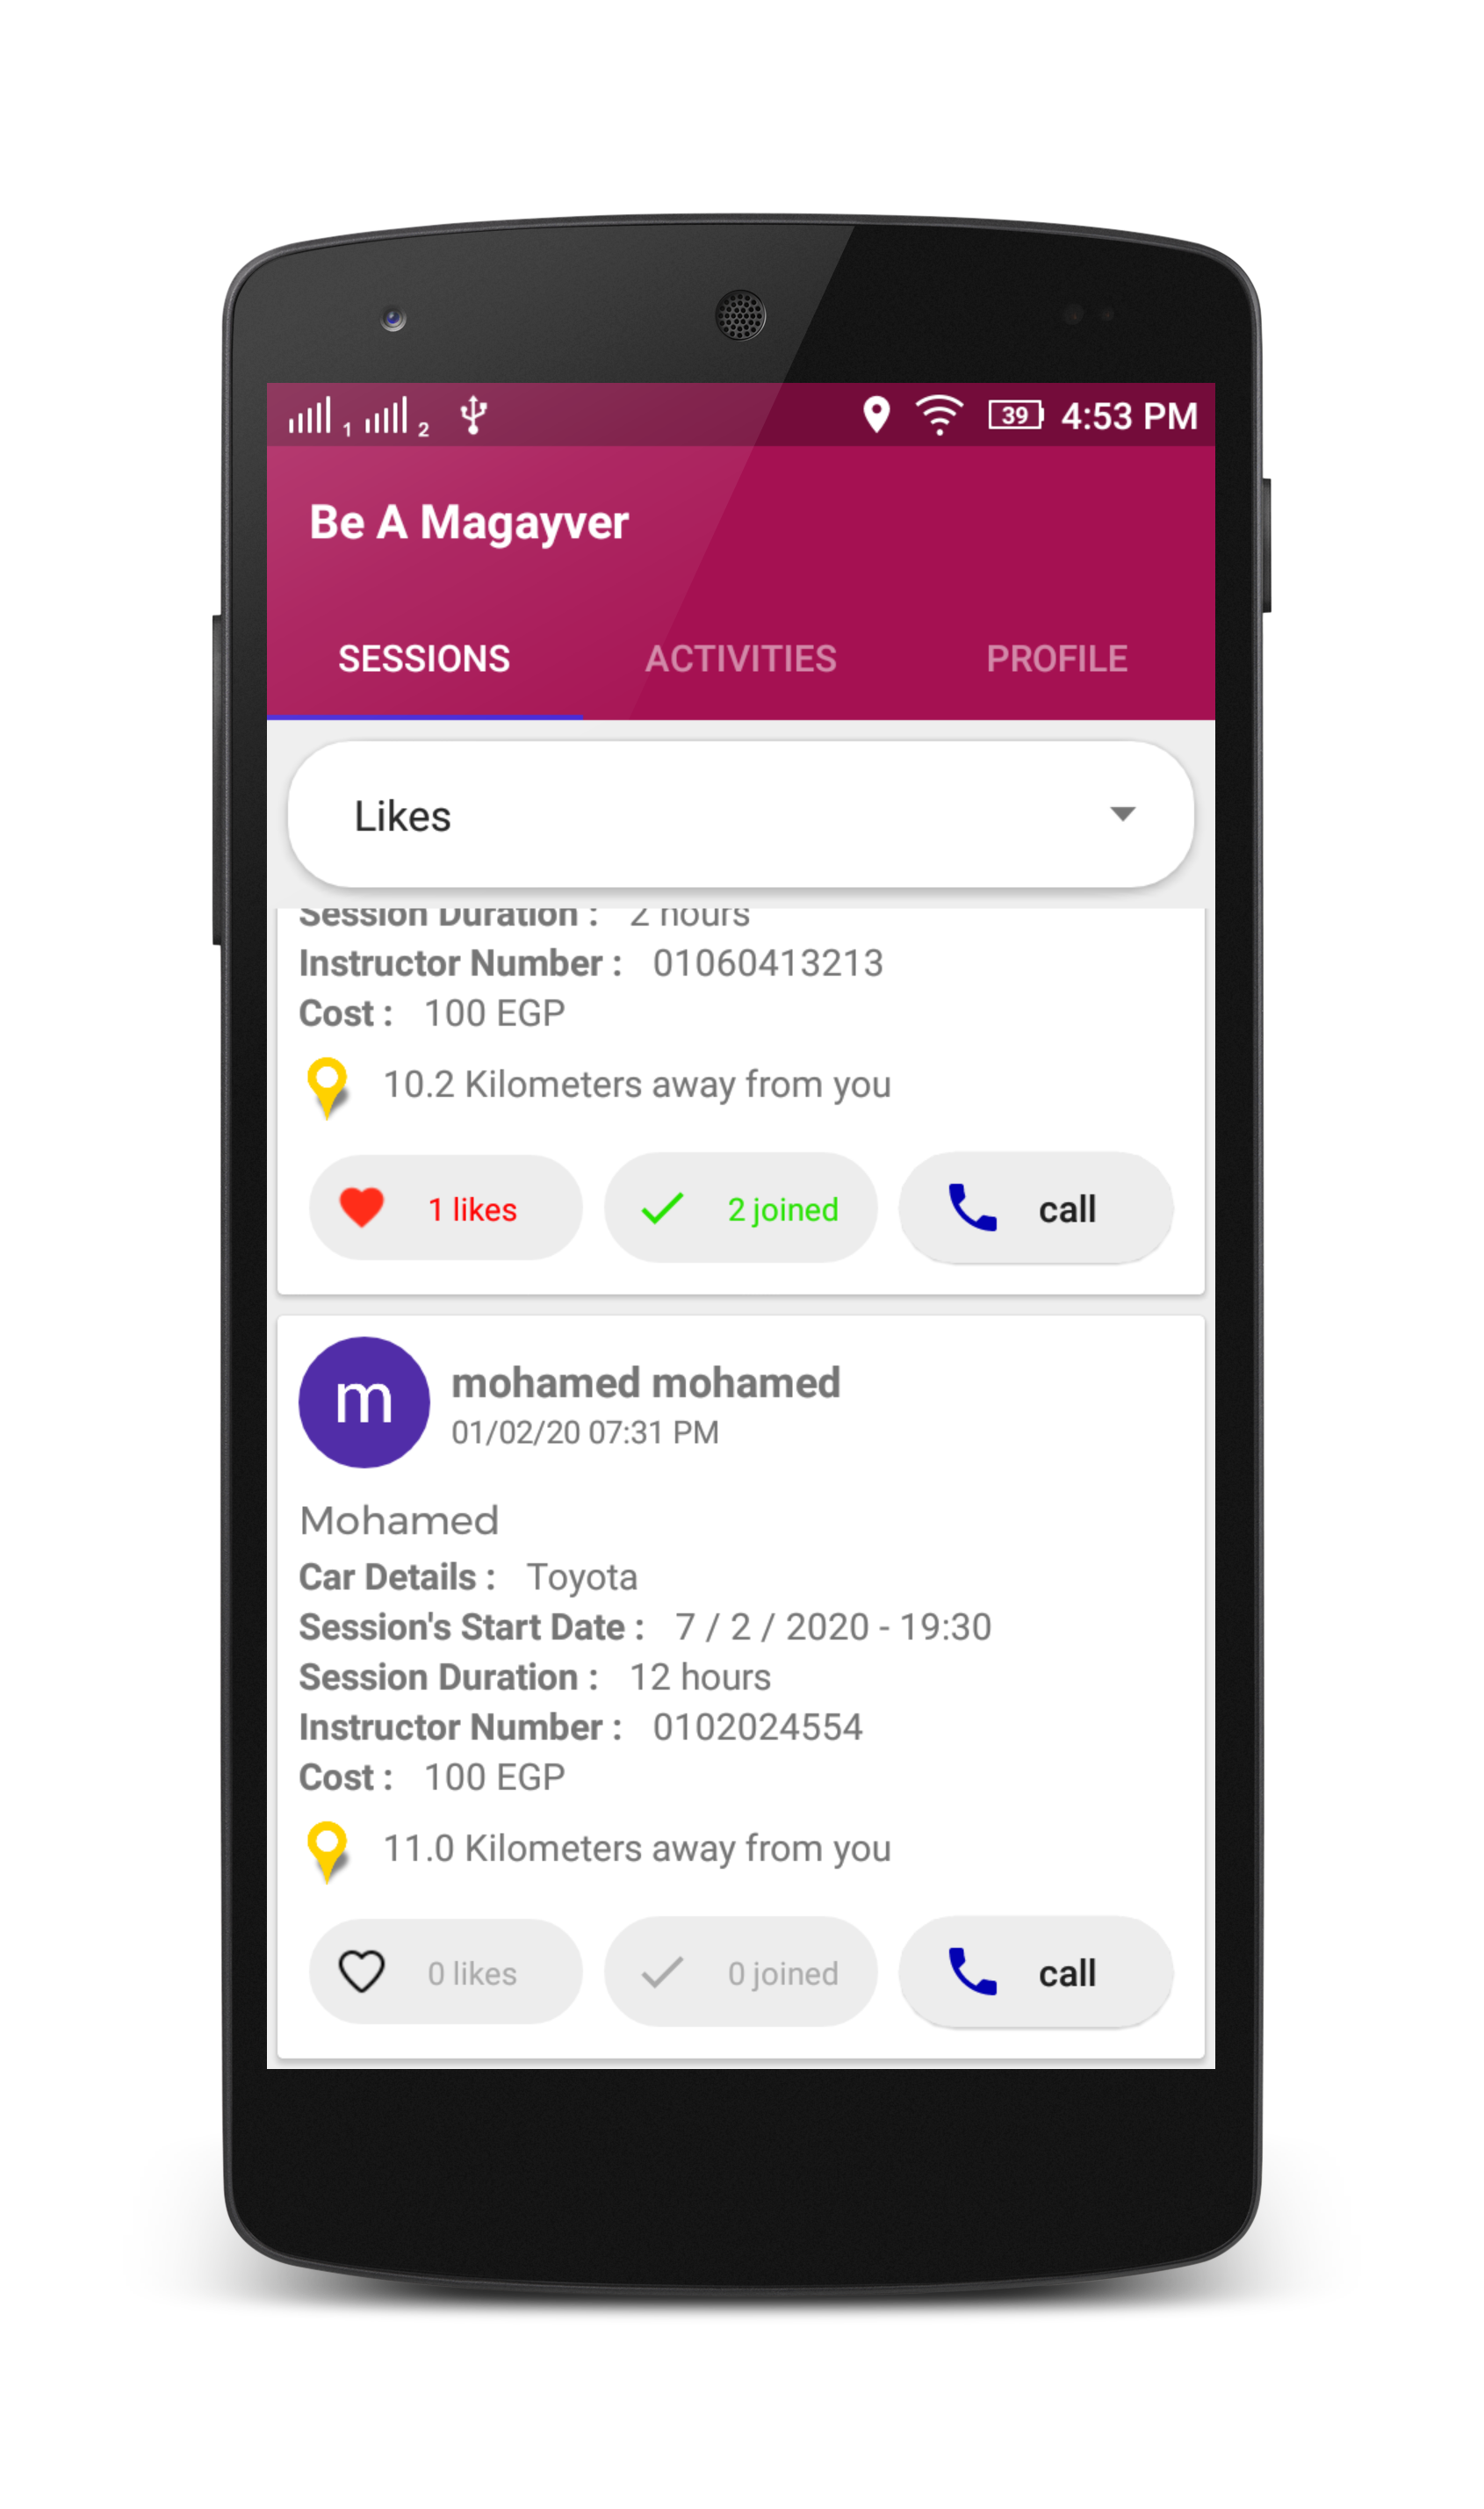 1 2 39 4:53 PM
Be A Magayver
SESSIONS ACTIVITIES PROFILE
Likes
Session Duration : 2 hours
Instructor Number : 01060413213
Cost : 100 EGP
10.2 Kilometers away from you
1 likes 2 joined call
m
mohamed mohamed
01/02/20 07:31 PM
Mohamed
Car Details : Toyota
Session's Start Date : 7 / 2 / 2020 - 19:30
Session Duration : 12 hours
Instructor Number : 0102024554
Cost : 100 EGP
11.0 Kilometers away from you
0 likes 0 joined call